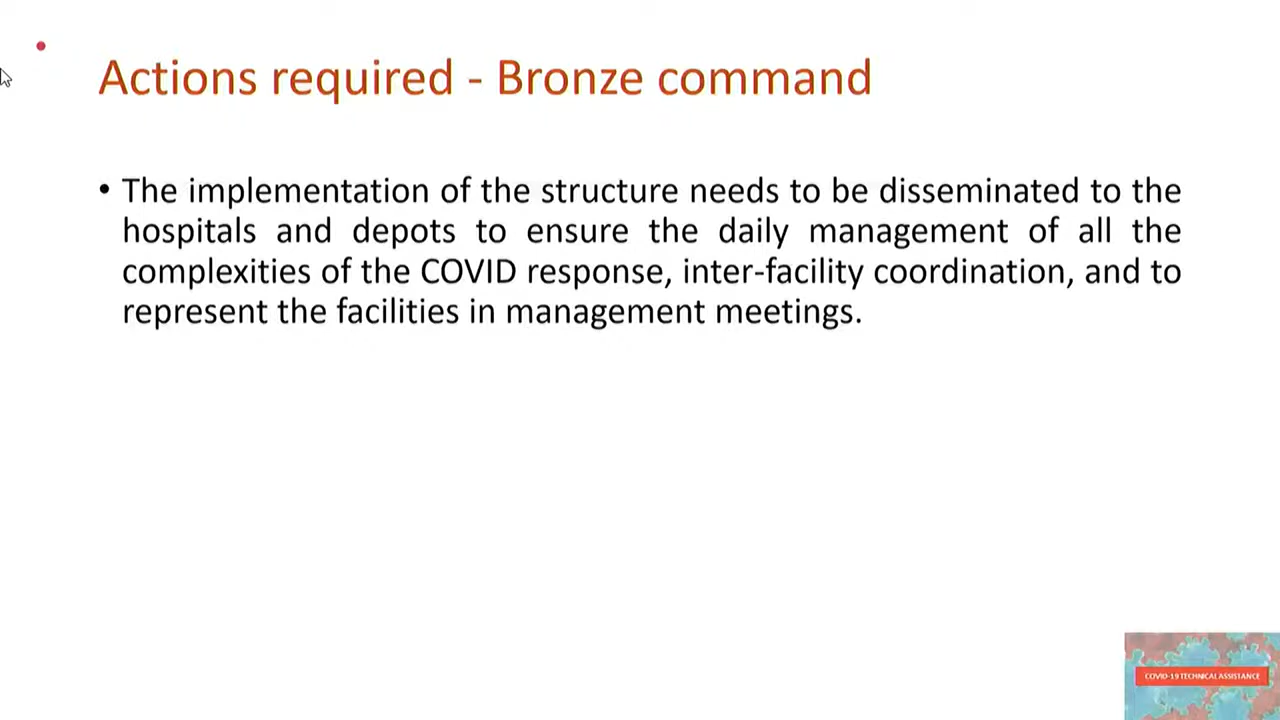 Actions required - Bronze command
• The implementation of the structure needs to be disseminated to the
hospitals and depots to ensure the daily management of all the
complexities of the COVID response, inter-facility coordination, and to
represent the facilities in management meetings.
COVID-19 TECHNICAL ASSISTANCE